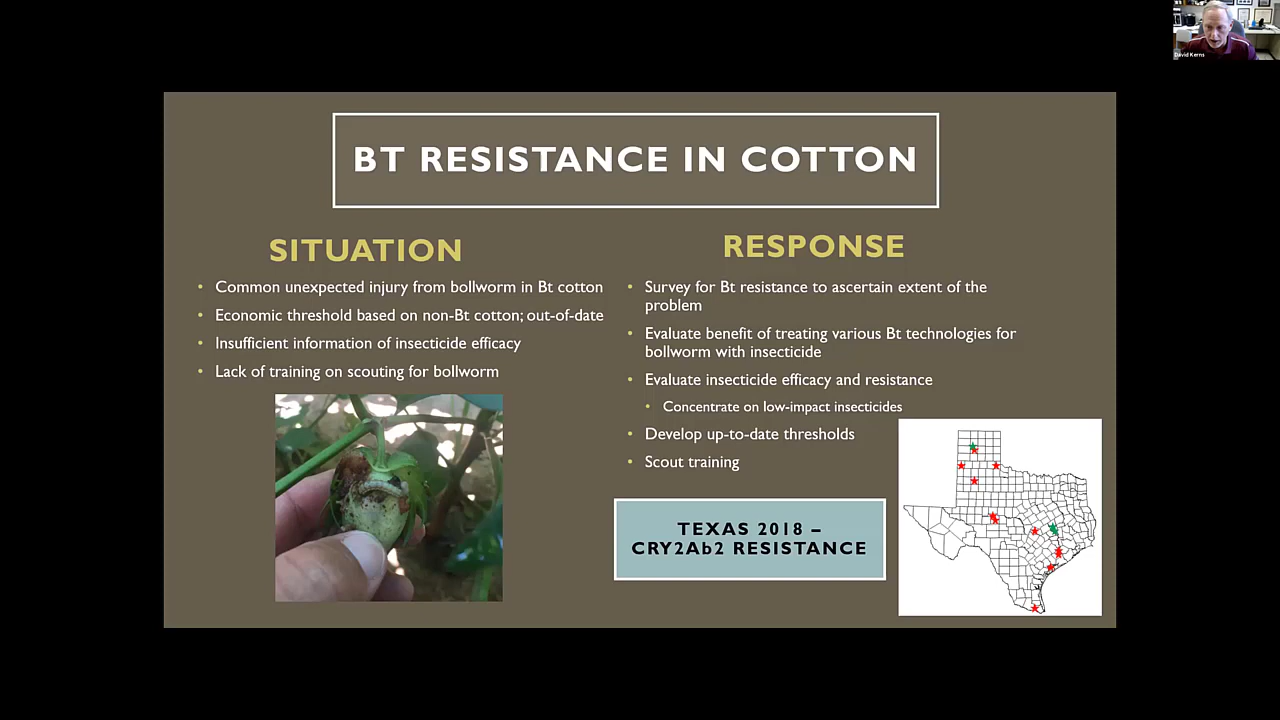 David Kerns
BT RESISTANCE IN COTTON
SITUATION
• Common unexpected injury from bollworm in Bt cotton
• Economic threshold based on non-Bt cotton; out-of-date
• Insufficient information of insecticide efficacy
• Lack of training on scouting for bollworm
RESPONSE
• Survey for Bt resistance to ascertain extent of the
problem
• Evaluate benefit of treating various Bt technologies for
bollworm with insecticide
• Evaluate insecticide efficacy and resistance
• Concentrate on low-impact insecticides
• Develop up-to-date thresholds
• Scout training
TEXAS 2018 –
CRY2Ab2 RESISTANCE